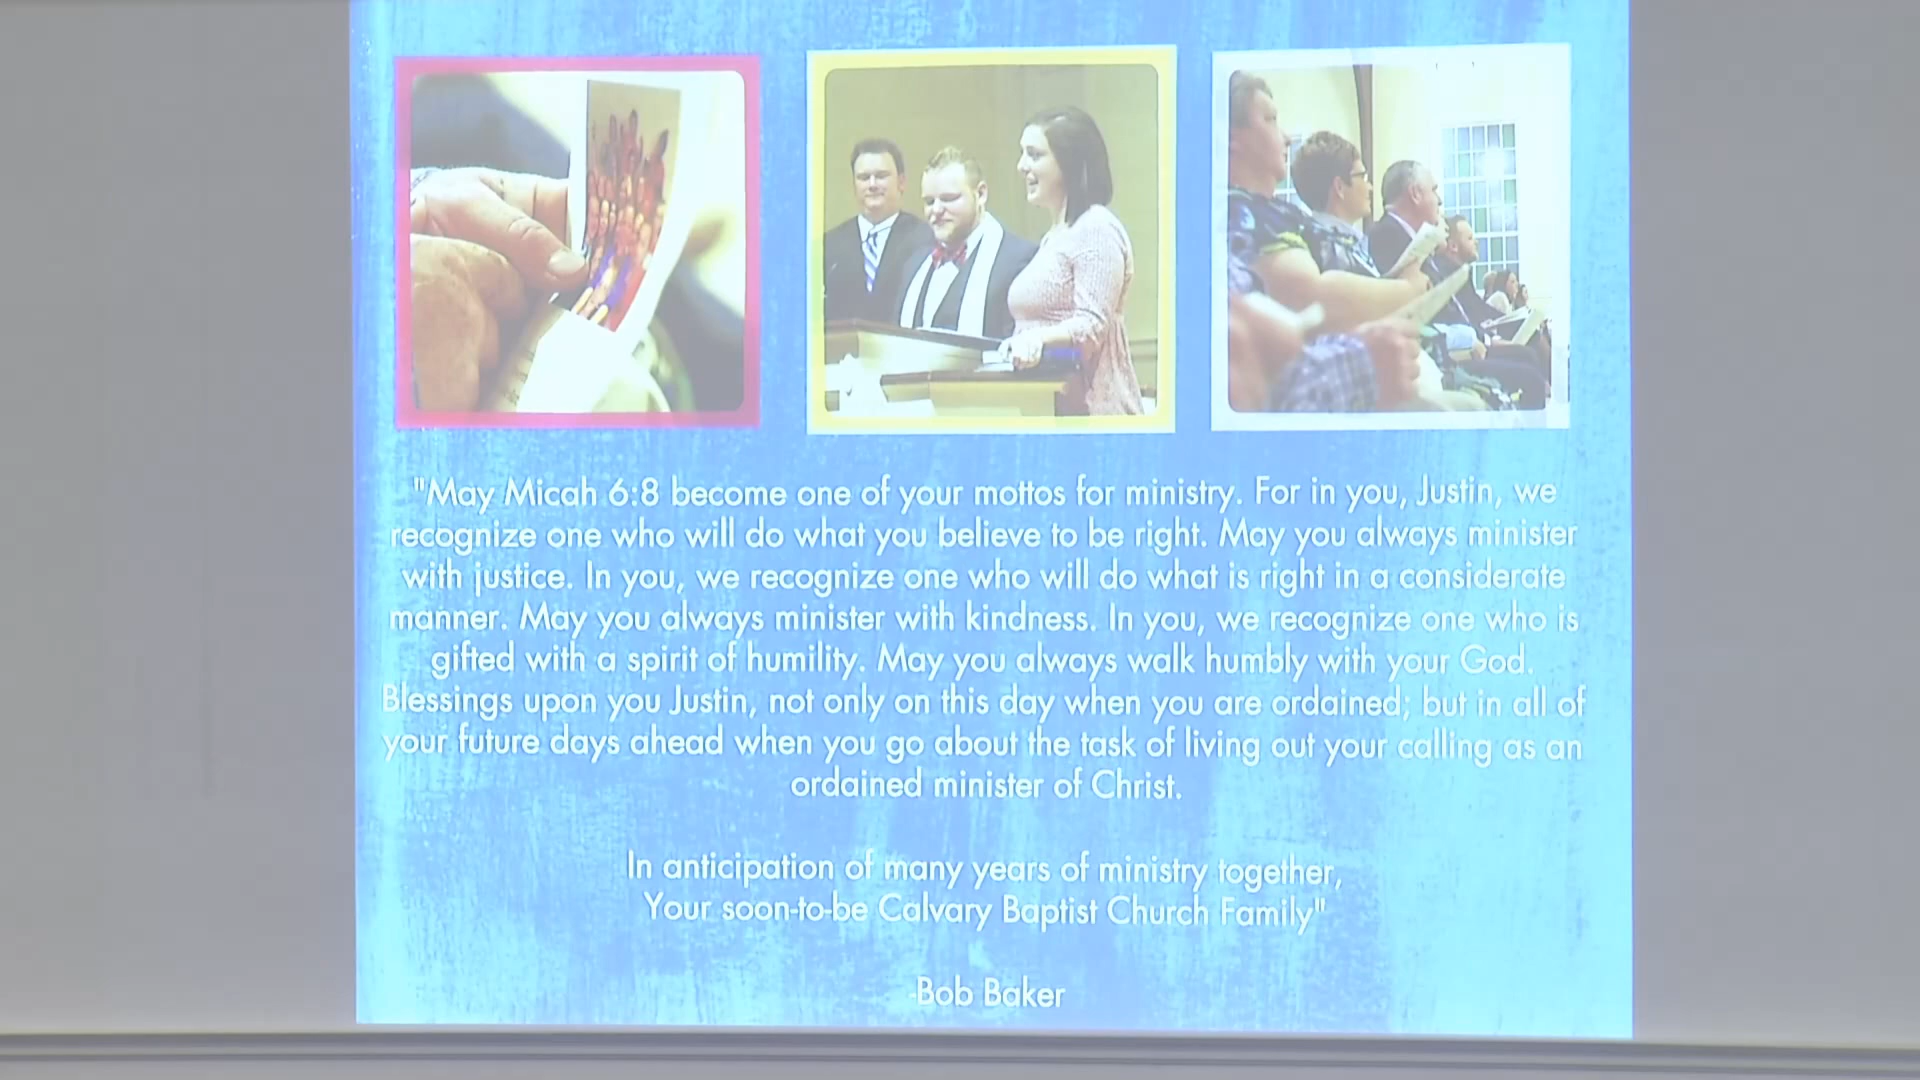 "May Micah 6:8 become one of your mottos for ministry. For in you, Justin, we
recognize one who will do what you believe to be right. May you always minister
with justice. In you, we recognize one who will do what is right in a considerate
manner. May you always minister with kindness. In you, we recognize one who is
gifted with a spirit of humility. May you always walk humbly with your God.
Blessings upon you Justin, not only on this day when you are ordained; but in all of
your future days ahead when you go about the task of living out your calling as an
ordained minister of Christ.
In anticipation of many years of ministry together,
Your soon-to-be Calvary Baptist Church Family"
-Bob Baker